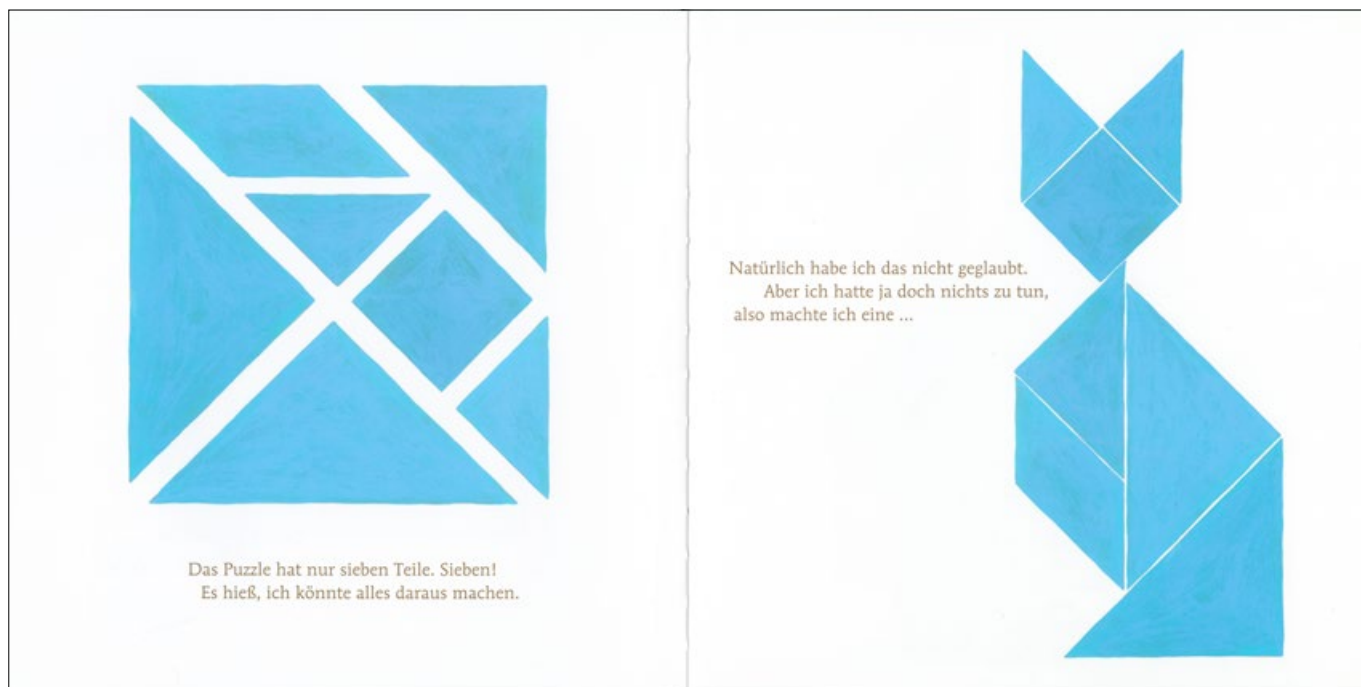 Das Puzzle hat nur sieben Teile. Sieben!
Es hieß, ich könnte alles daraus machen.
Natürlich habe ich das nicht geglaubt.
Aber ich hatte ja doch nichts zu tun,
also machte ich eine ...